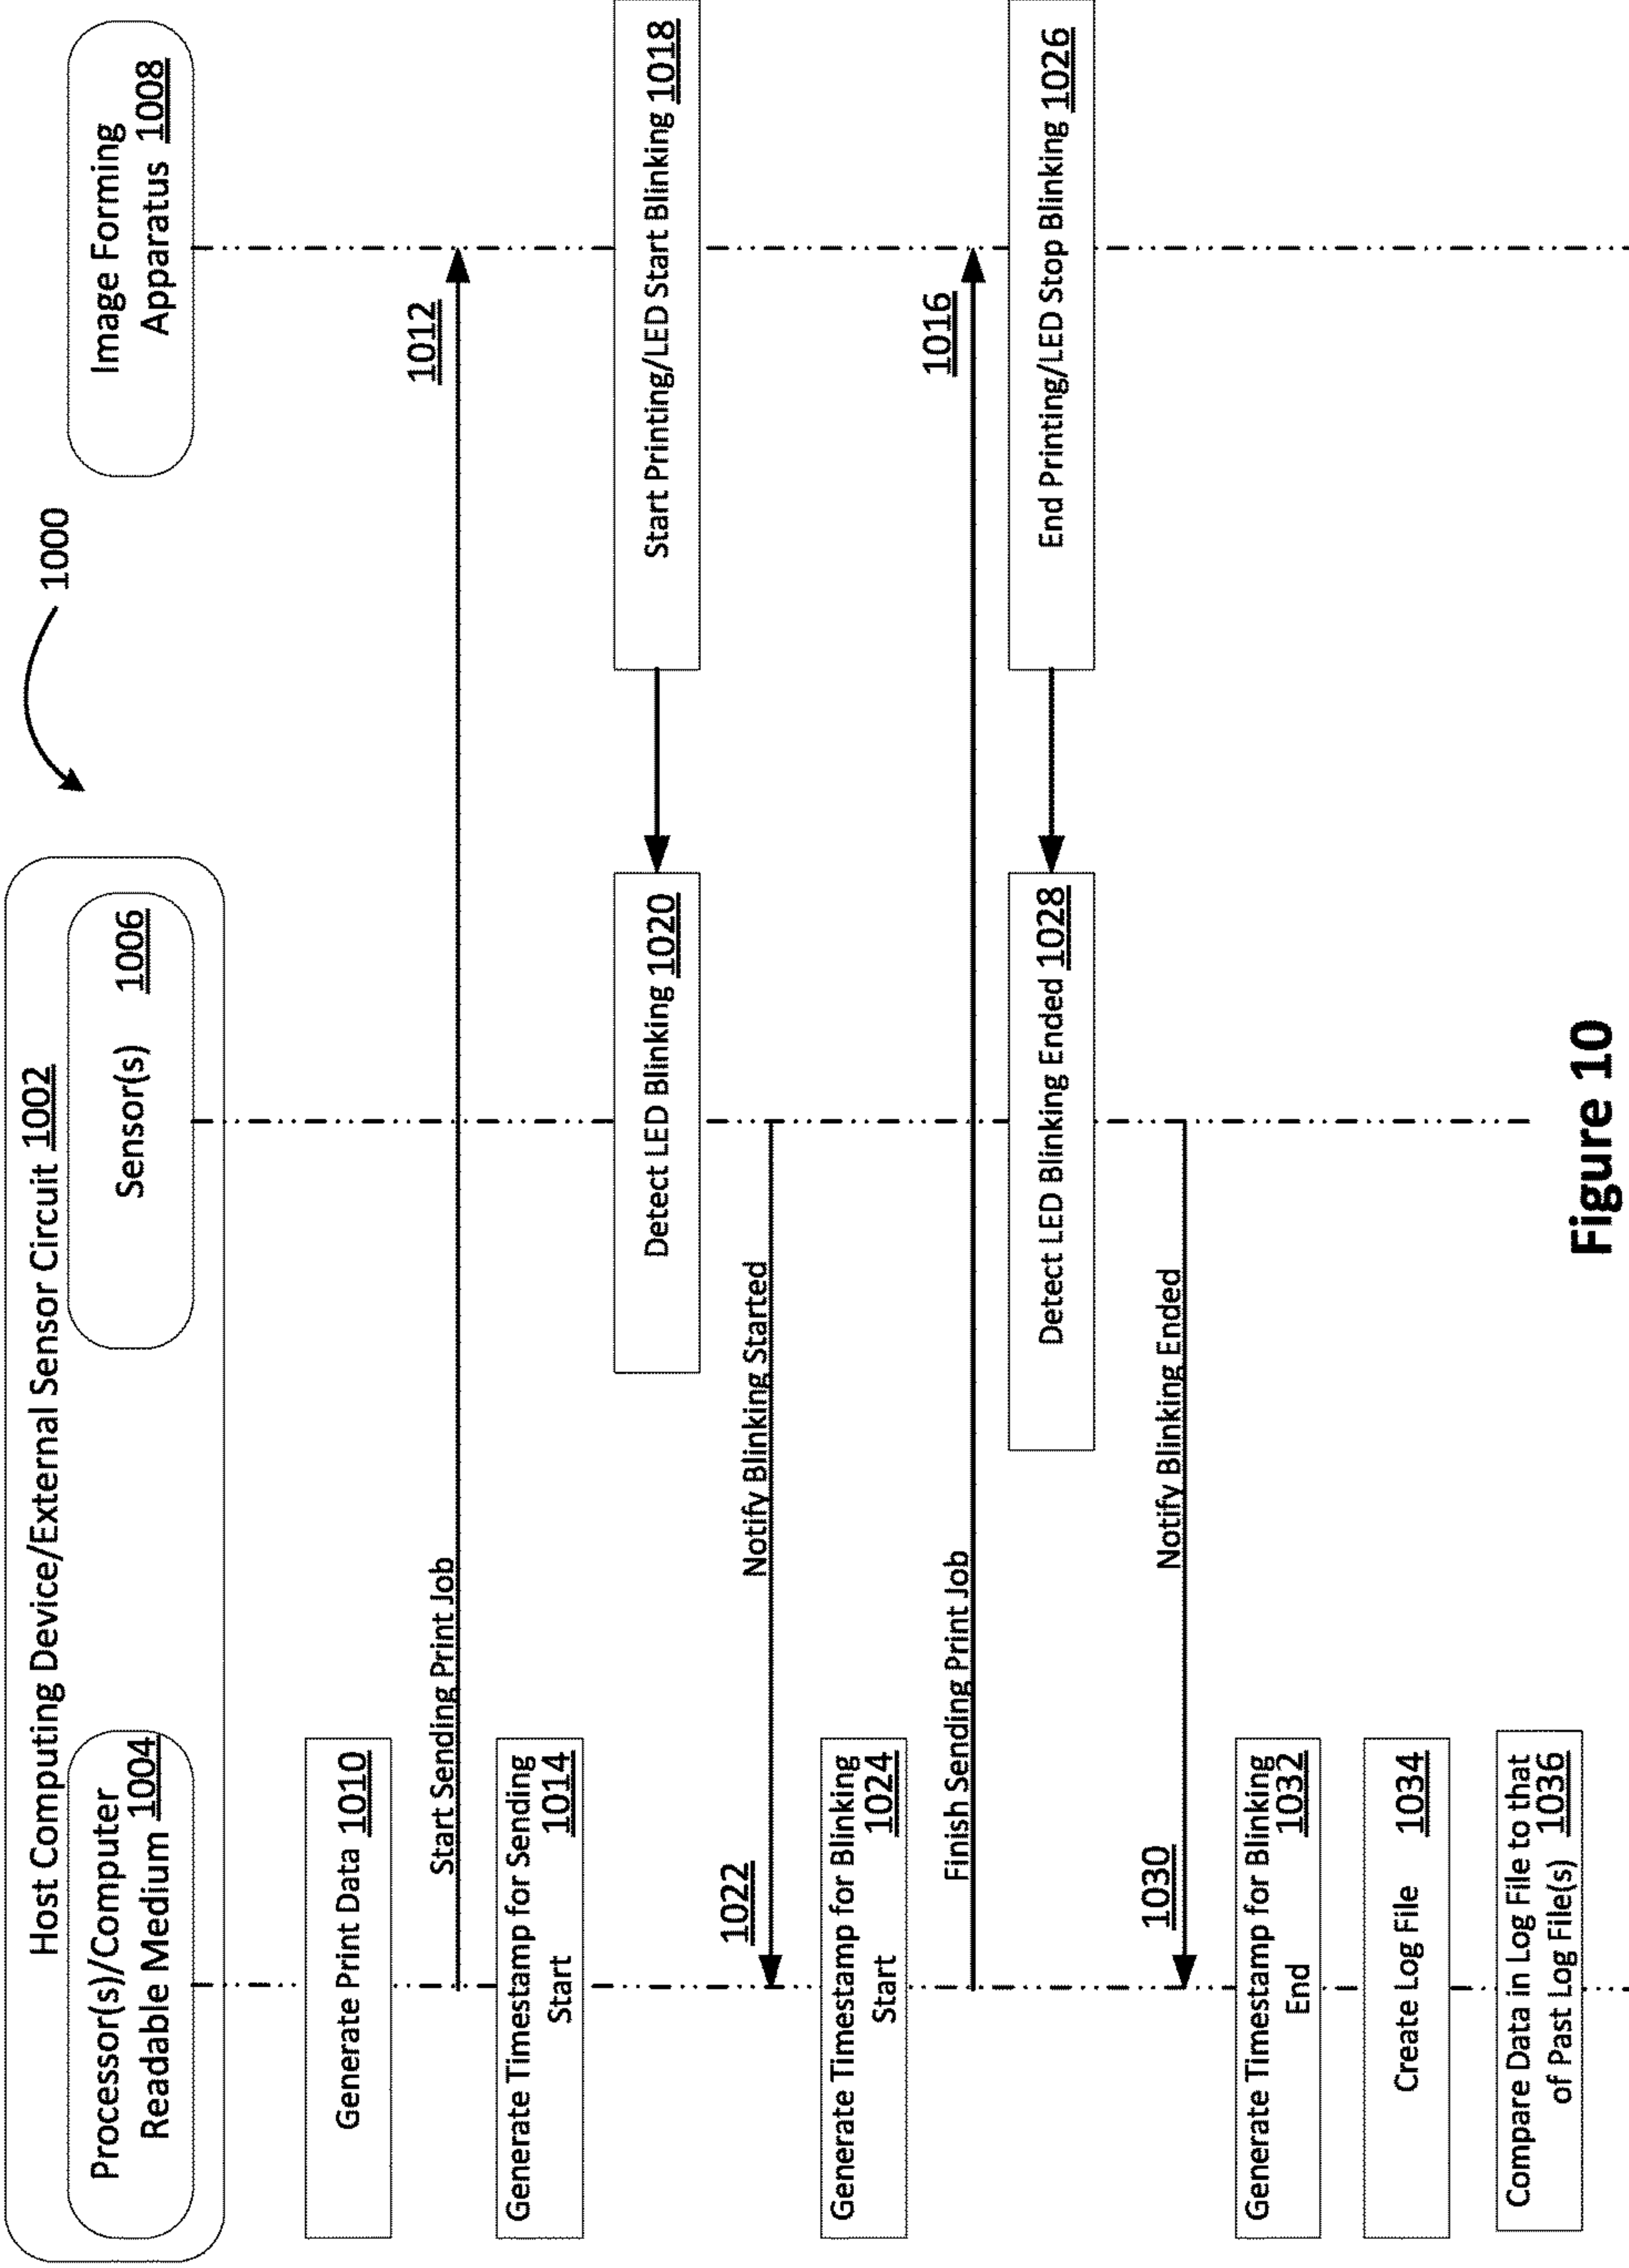 1000
Host Computing Device/External Sensor Circuit 1002
Processor(s)/Computer
Readable Medium 1004
Sensor(s) 1006
Image Forming
Apparatus 1008
Generate Print Data 1010
Start Sending Print Job
1012
Generate Timestamp for Sending
Start 1014
Start Printing/LED Start Blinking 1018
Detect LED Blinking 1020
1022
Notify Blinking Started
Generate Timestamp for Blinking
Start 1024
Finish Sending Print Job
1016
End Printing/LED Stop Blinking 1026
Detect LED Blinking Ended 1028
1030
Notify Blinking Ended
Generate Timestamp for Blinking
End 1032
Create Log File 1034
Compare Data in Log File to that
of Past Log File(s) 1036
Figure 10